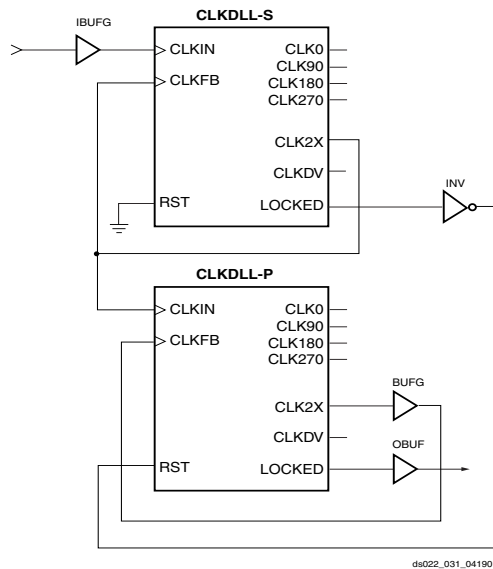 CLKDLL-S
IBUFG
CLKIN
CLKFB
RST
CLK0
CLK90
CLK180
CLK270
CLK2X
CLKDV
LOCKED
INV
CLKDLL-P
CLKIN
CLKFB
RST
CLK0
CLK90
CLK180
CLK270
CLK2X
CLKDV
LOCKED
BUFG
OBUF
ds022_031_04190